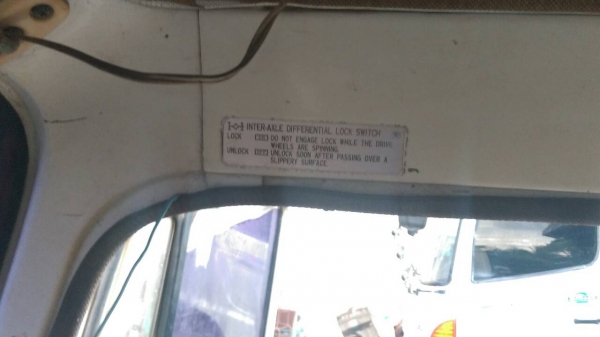 INTER-AXLE DIFFERENTIAL LOCK SWITCH
LOCK DO NOT ENGAGE LOCK WHILE THE DRIVE
WHEELS ARE SPINNING.
UNLOCK UNLOCK SOON AFTER PASSING OVER A
SLIPPERY SURFACE